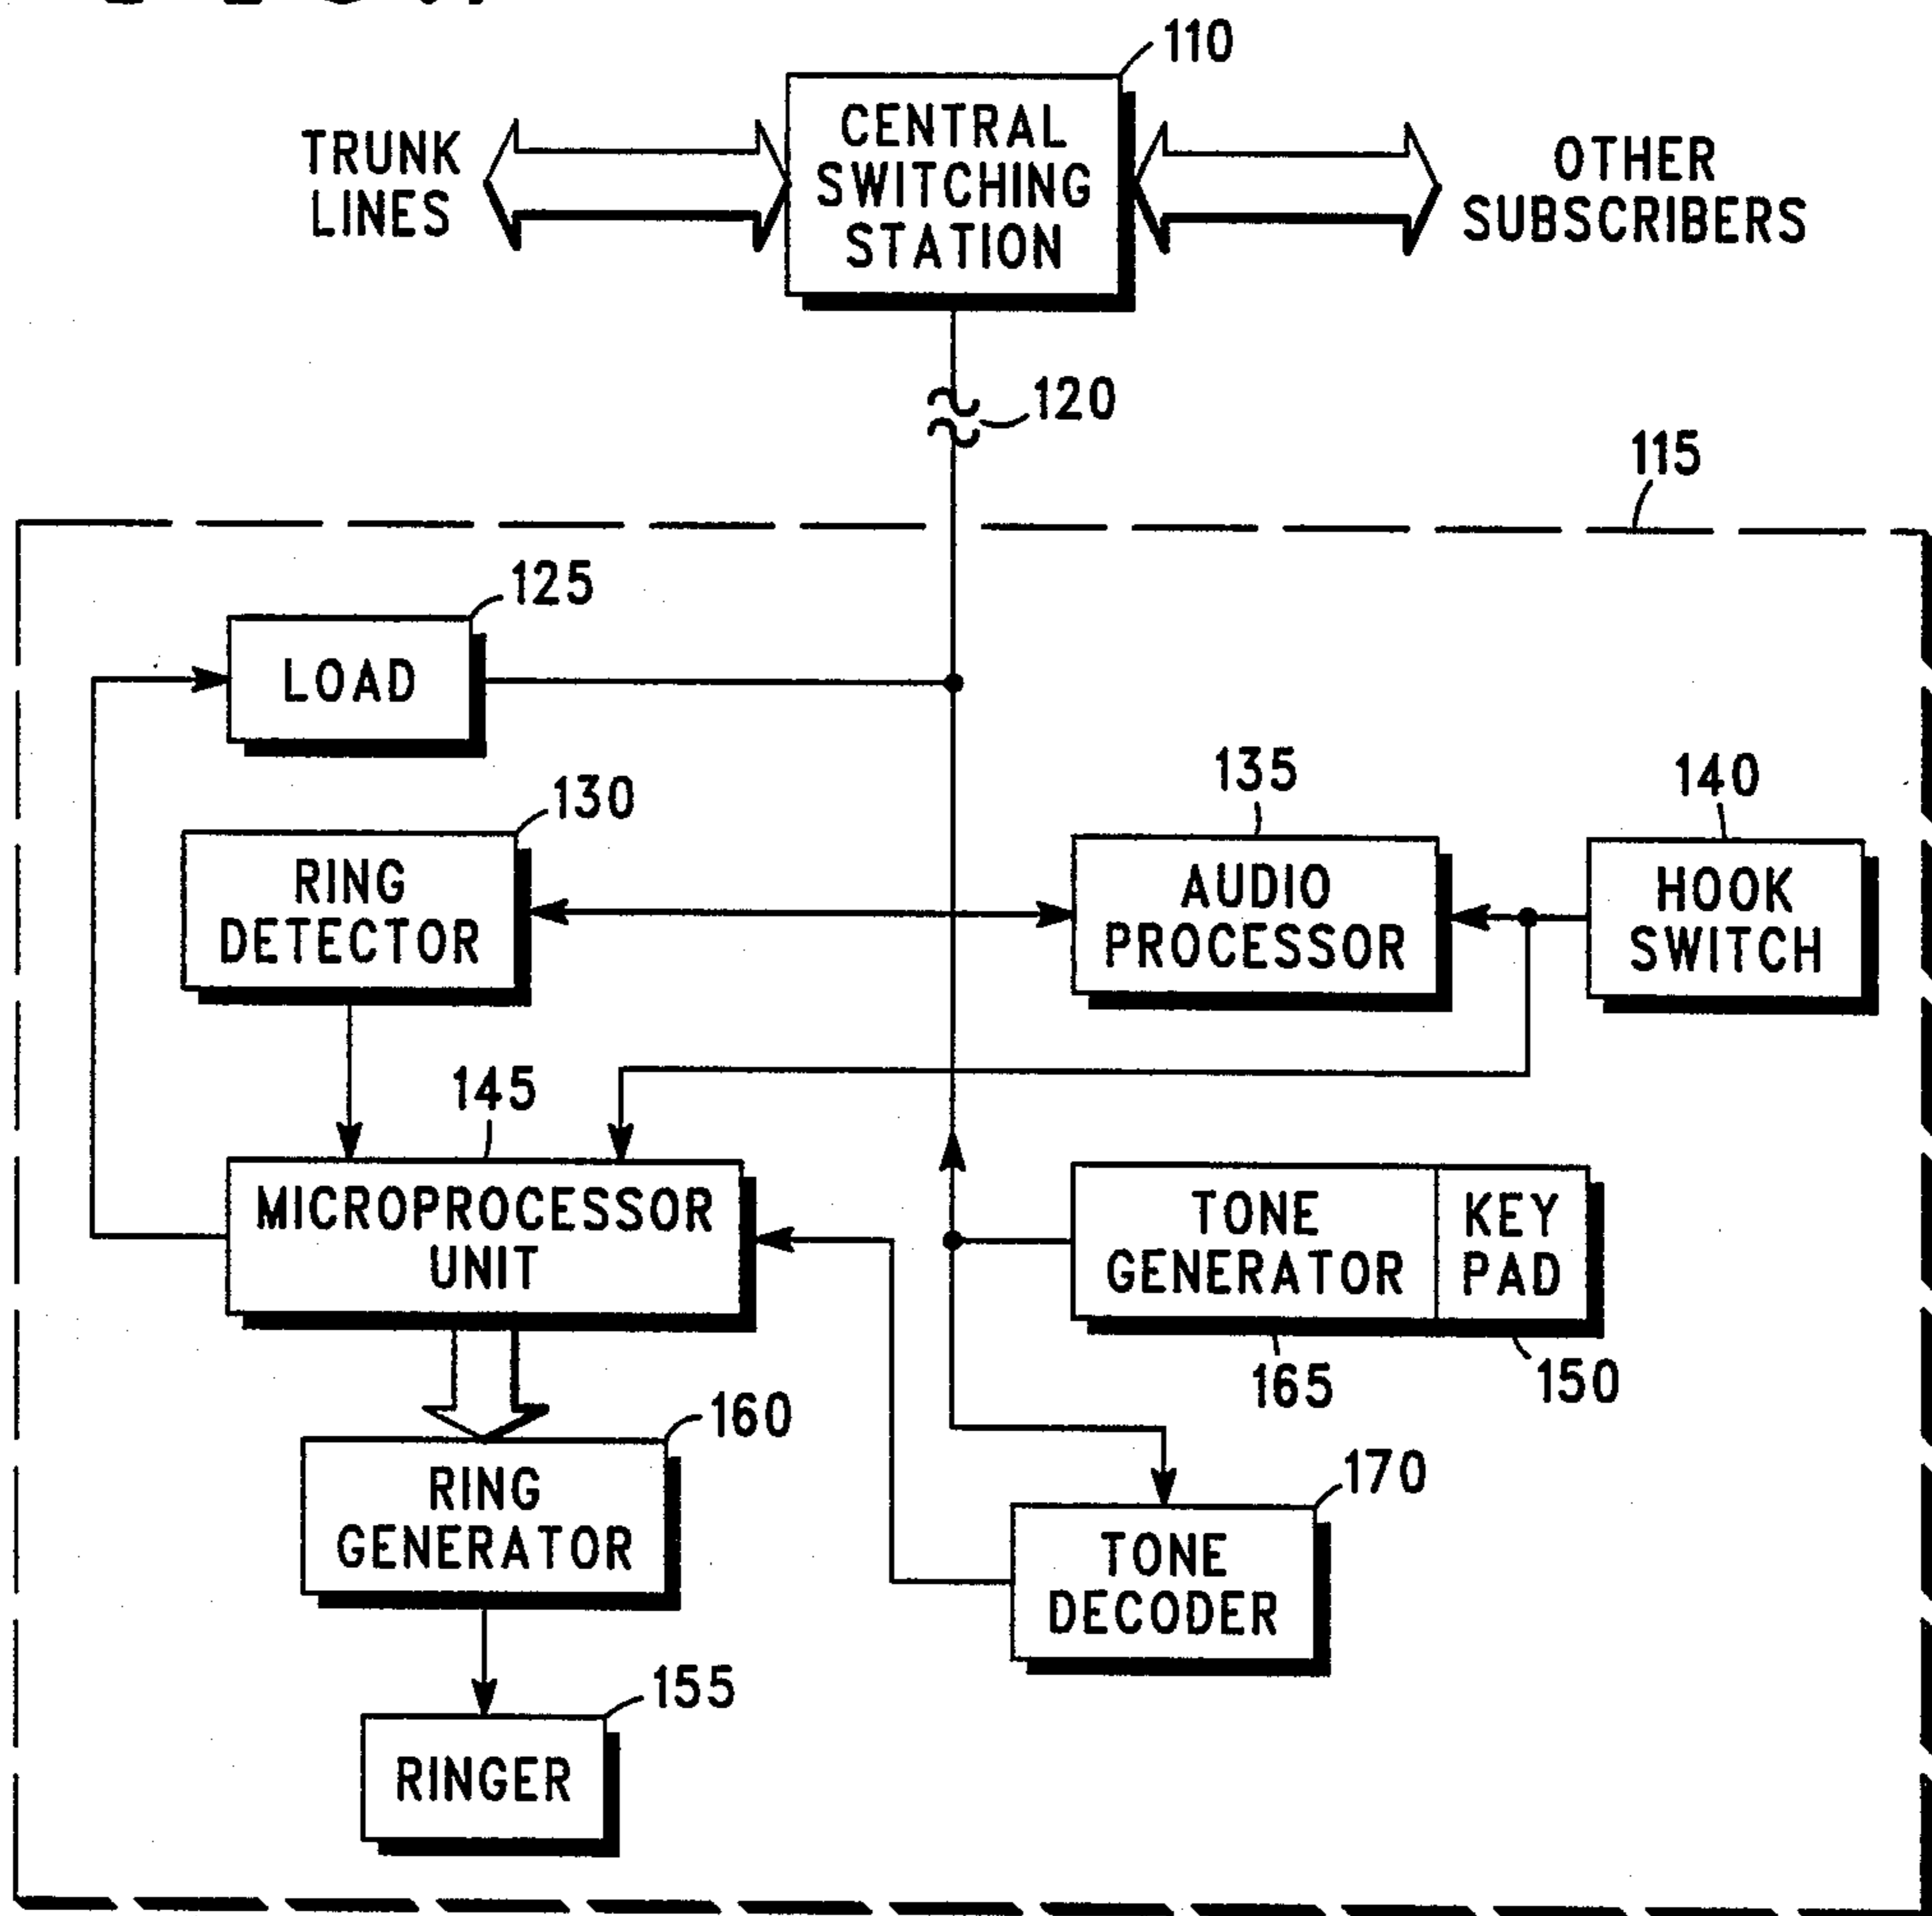 110
CENTRAL
SWITCHING
STATION
TRUNK
LINES
OTHER
SUBSCRIBERS
120
115
125
LOAD
130
RING
DETECTOR
135
AUDIO
PROCESSOR
140
HOOK
SWITCH
145
MICROPROCESSOR
UNIT
TONE
GENERATOR
KEY
PAD
165
150
160
RING
GENERATOR
170
TONE
DECODER
155
RINGER